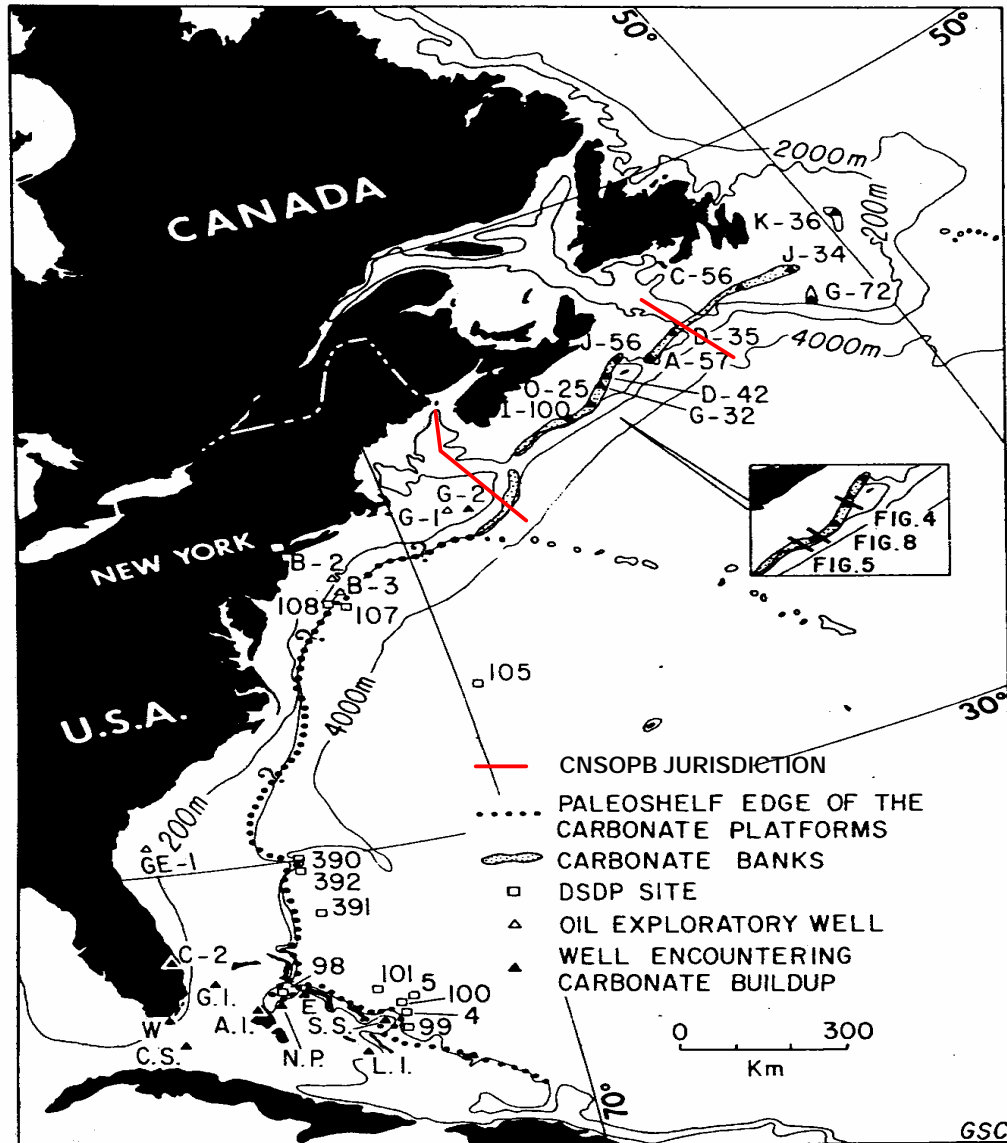 50°
50°
2000m
CANADA
K-36
200m
J-34
C-56
G-72
D-35
4000m
J-56
A-57
O-25
D-42
I-100
G-32
G-2
G-1
FIG. 4
FIG. 8
FIG. 5
NEW YORK
B-2
?
B-3
108
107
?
105
U.S.A.
4000m
30°
?
CNSOPB JURISDICTION
PALEOSHELF EDGE OF THE
CARBONATE PLATFORMS
200m
GE-1
390
CARBONATE BANKS
392
DSDP SITE
391
OIL EXPLORATORY WELL
C-2
WELL ENCOUNTERING
CARBONATE BUILDUP
98
101
5
G.I.
E
100
A.I.
S.S.
4
W
99
C.S.
N.P.
L.I.
0 300
Km
70°
GSC